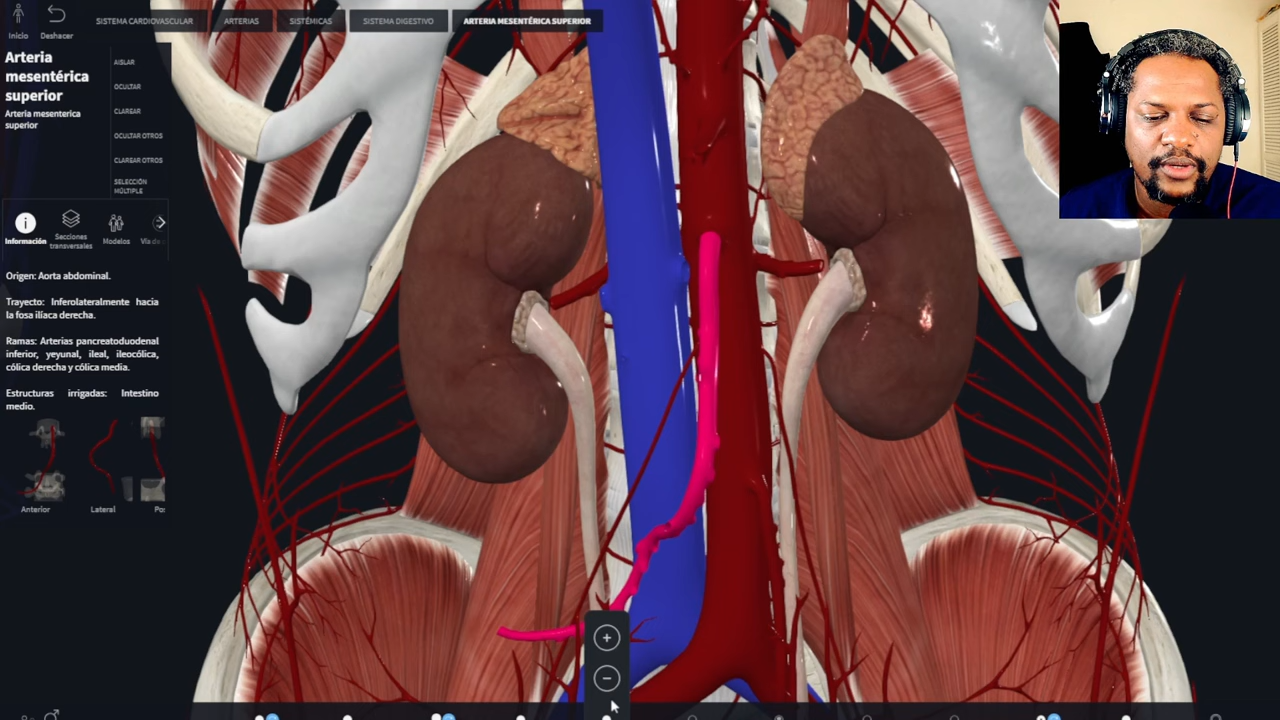 Inicio
Deshacer
SISTEMA CARDIOVASCULAR
ARTERIAS
SISTÉMICAS
SISTEMA DIGESTIVO
ARTERIA MESENTÉRICA SUPERIOR
Arteria
mesentérica
superior
Arteria mesenterica
superior
AISLAR
OCULTAR
CLAREAR
OCULTAR OTROS
CLAREAR OTROS
SELECCIÓN
MÚLTIPLE
Información
Secciones
transversales
Modelos
Origen: Aorta abdominal.
Trayecto: Inferolateralmente hacia
la fosa ilíaca derecha.
Ramas: Arterias pancreatoduodenal
inferior, yeyunal, ileal, ileocólica,
cólica derecha y cólica media.
Estructuras irrigadas: Intestino
medio.
Anterior
Lateral